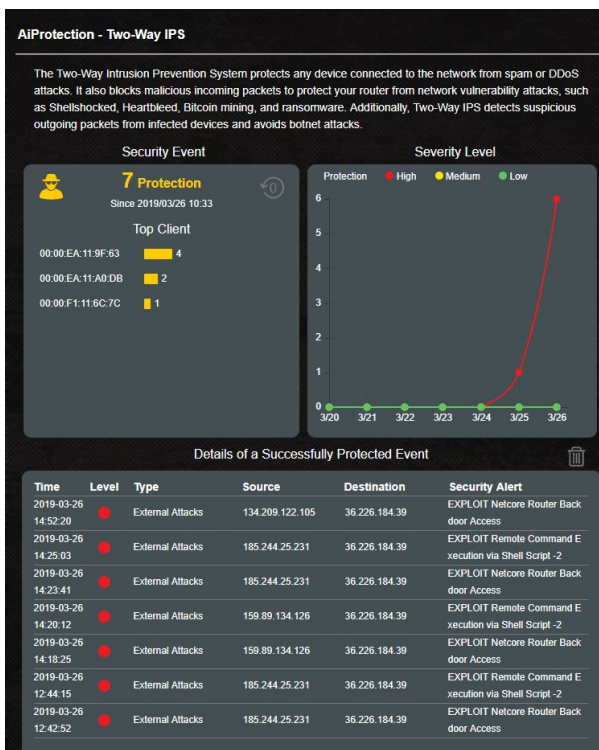 AiProtection - Two-Way IPS
The Two-Way Intrusion Prevention System protects any device connected to the network from spam or DDoS
attacks. It also blocks malicious incoming packets to protect your router from network vulnerability attacks, such
as Shellshocked, Heartbleed, Bitcoin mining, and ransomware. Additionally, Two-Way IPS detects suspicious
outgoing packets from infected devices and avoids botnet attacks.
Security Event
7 Protection
Since 2019/03/26 10:33
0
Top Client
00:00:EA:11:9F:63 4
00:00:EA:11:A0:DB 2
00:00:F1:11:6C:7C 1
Severity Level
Protection High Medium Low
6
5
4
3
2
1
0
3/20 3/21 3/22 3/23 3/24 3/25 3/26
Details of a Successfully Protected Event
Time Level Type Source Destination Security Alert
2019-03-26 EXPLOIT Netcore Router Back
14:52:20 External Attacks 134.209.122.105 36.226.184.39 door Access
2019-03-26 EXPLOIT Remote Command E
14:25:03 External Attacks 185.244.25.231 36.226.184.39 xecution via Shell Script -2
2019-03-26 EXPLOIT Netcore Router Back
14:23:41 External Attacks 185.244.25.231 36.226.184.39 door Access
2019-03-26 EXPLOIT Remote Command E
14:20:12 External Attacks 159.89.134.126 36.226.184.39 xecution via Shell Script -2
2019-03-26 EXPLOIT Netcore Router Back
14:18:25 External Attacks 159.89.134.126 36.226.184.39 door Access
2019-03-26 EXPLOIT Remote Command E
12:44:15 External Attacks 185.244.25.231 36.226.184.39 xecution via Shell Script -2
2019-03-26 EXPLOIT Netcore Router Back
12:42:52 External Attacks 185.244.25.231 36.226.184.39 door Access